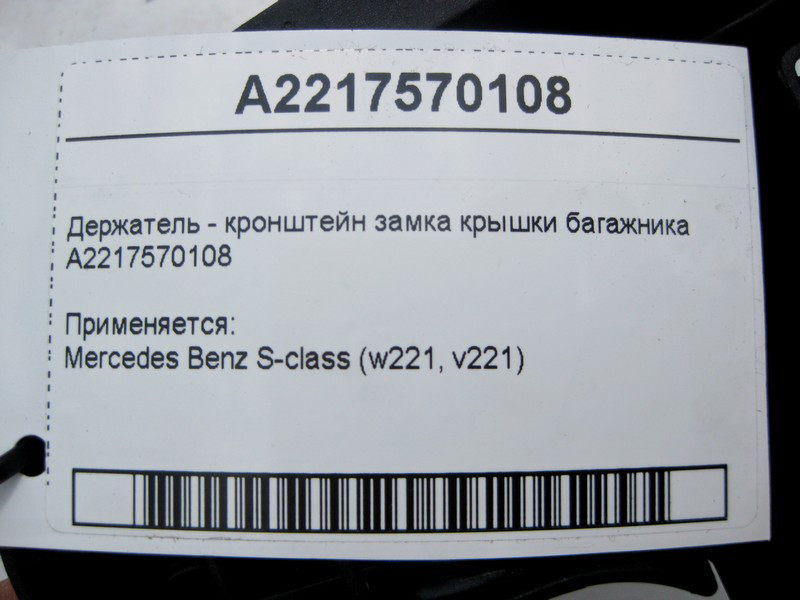 A2217570108
Держатель - кронштейн замка крышки багажника
A2217570108
Применяется:
Mercedes Benz S-class (w221, v221)